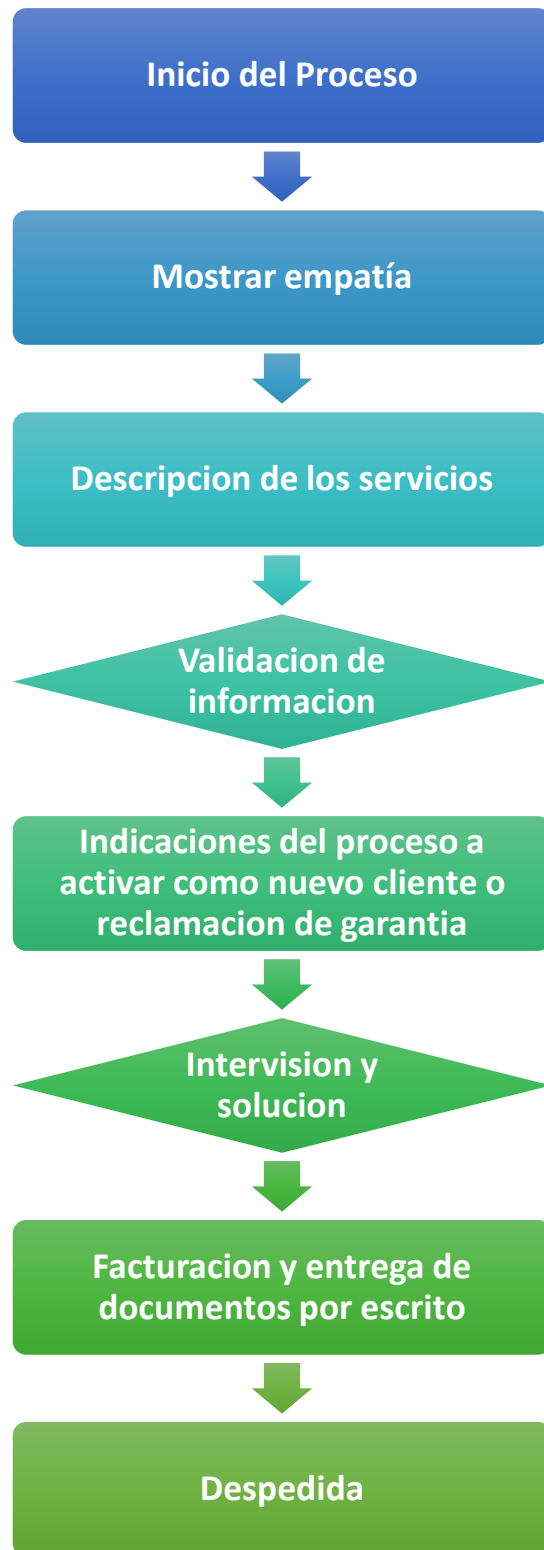 Inicio del Proceso
Mostrar empatía
Descripcion de los servicios
Validacion de
informacion
Indicaciones del proceso a
activar como nuevo cliente o
reclamacion de garantia
Intervision y
solucion
Facturacion y entrega de
documentos por escrito
Despedida